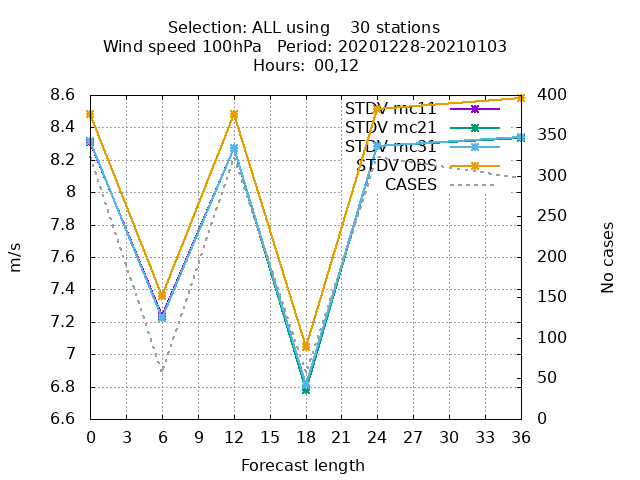 Selection: ALL using    30 stations
Wind speed 100hPa   Period: 20201228-20210103
Hours:  00,12
8.6
8.4
8.2
8
7.8
7.6
7.4
7.2
7
6.8
6.6
m/s
STDV mc11
STDV mc21
STDV mc31
STDV OBS
CASES
400
350
300
250
200
150
100
50
0
No cases
0 3 6 9 12 15 18 21 24 27 30 33 36
Forecast length